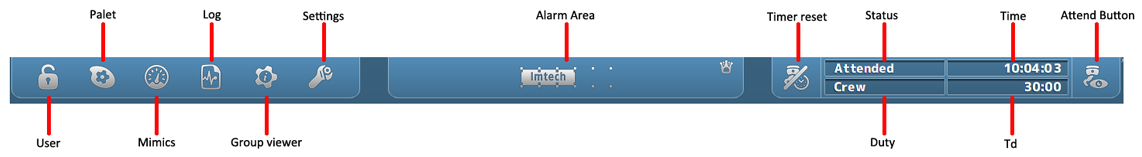 Palet Log Settings Alarm Area Timer reset Status Time Attend Button
Imtech Attended 10:04:03
Crew 30:00
User Mimics Group viewer Duty Td